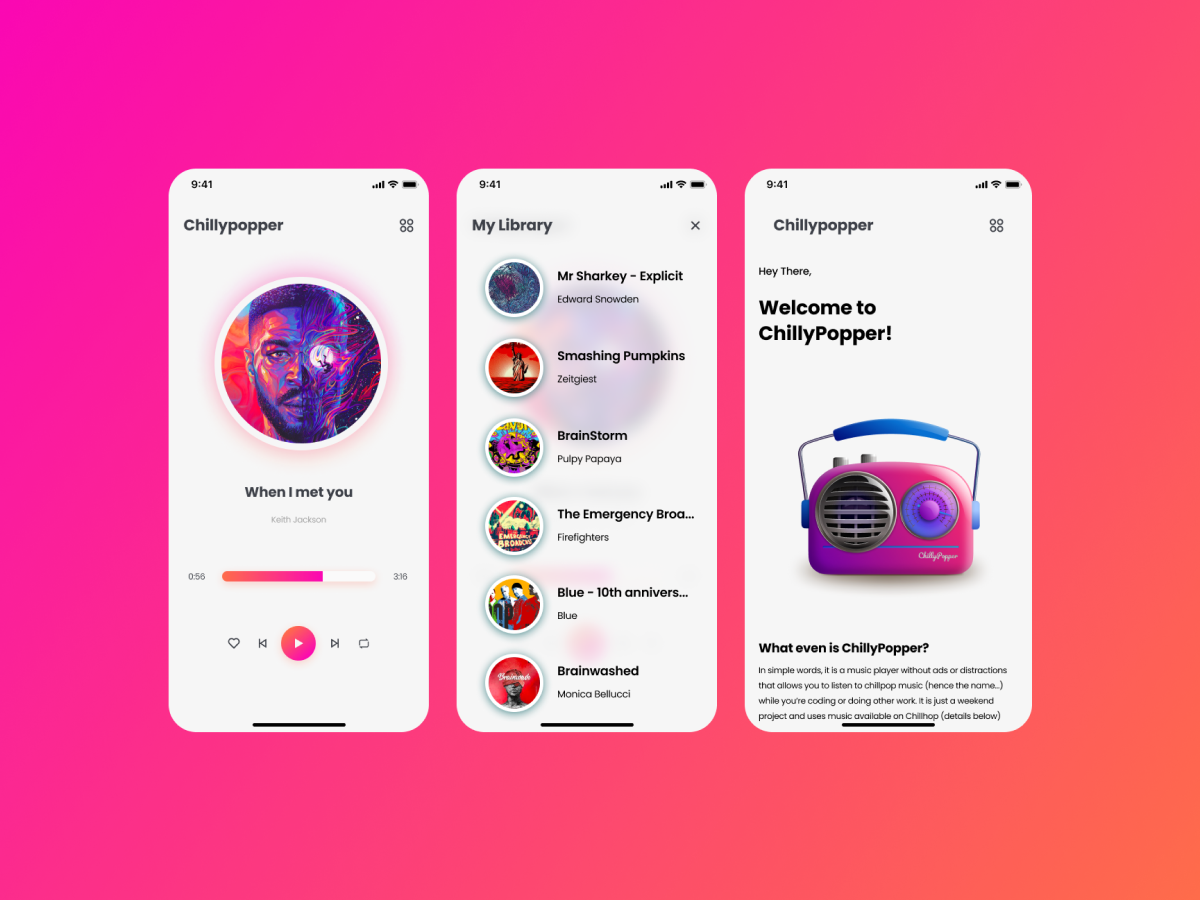 9:41
Chillypopper
When I met you
Keith Jackson
0:56
3:16
9:41
My Library
Mr Sharkey - Explicit
Edward Snowden
Smashing Pumpkins
Zeitgiest
BrainStorm
Pulpy Papaya
EMERGENCY
BROADCAST
The Emergency Broa...
Firefighters
Blue - 10th annivers...
Blue
Brainwash
Brainwashed
Monica Bellucci
9:41
Chillypopper
Hey There,
Welcome to
ChillyPopper!
ChillyPopper
What even is ChillyPopper?
In simple words, it is a music player without ads or distractions
that allows you to listen to chillpop music (hence the name...)
while you're coding or doing other work. It is just a weekend
project and uses music available on Chillhop (details below)